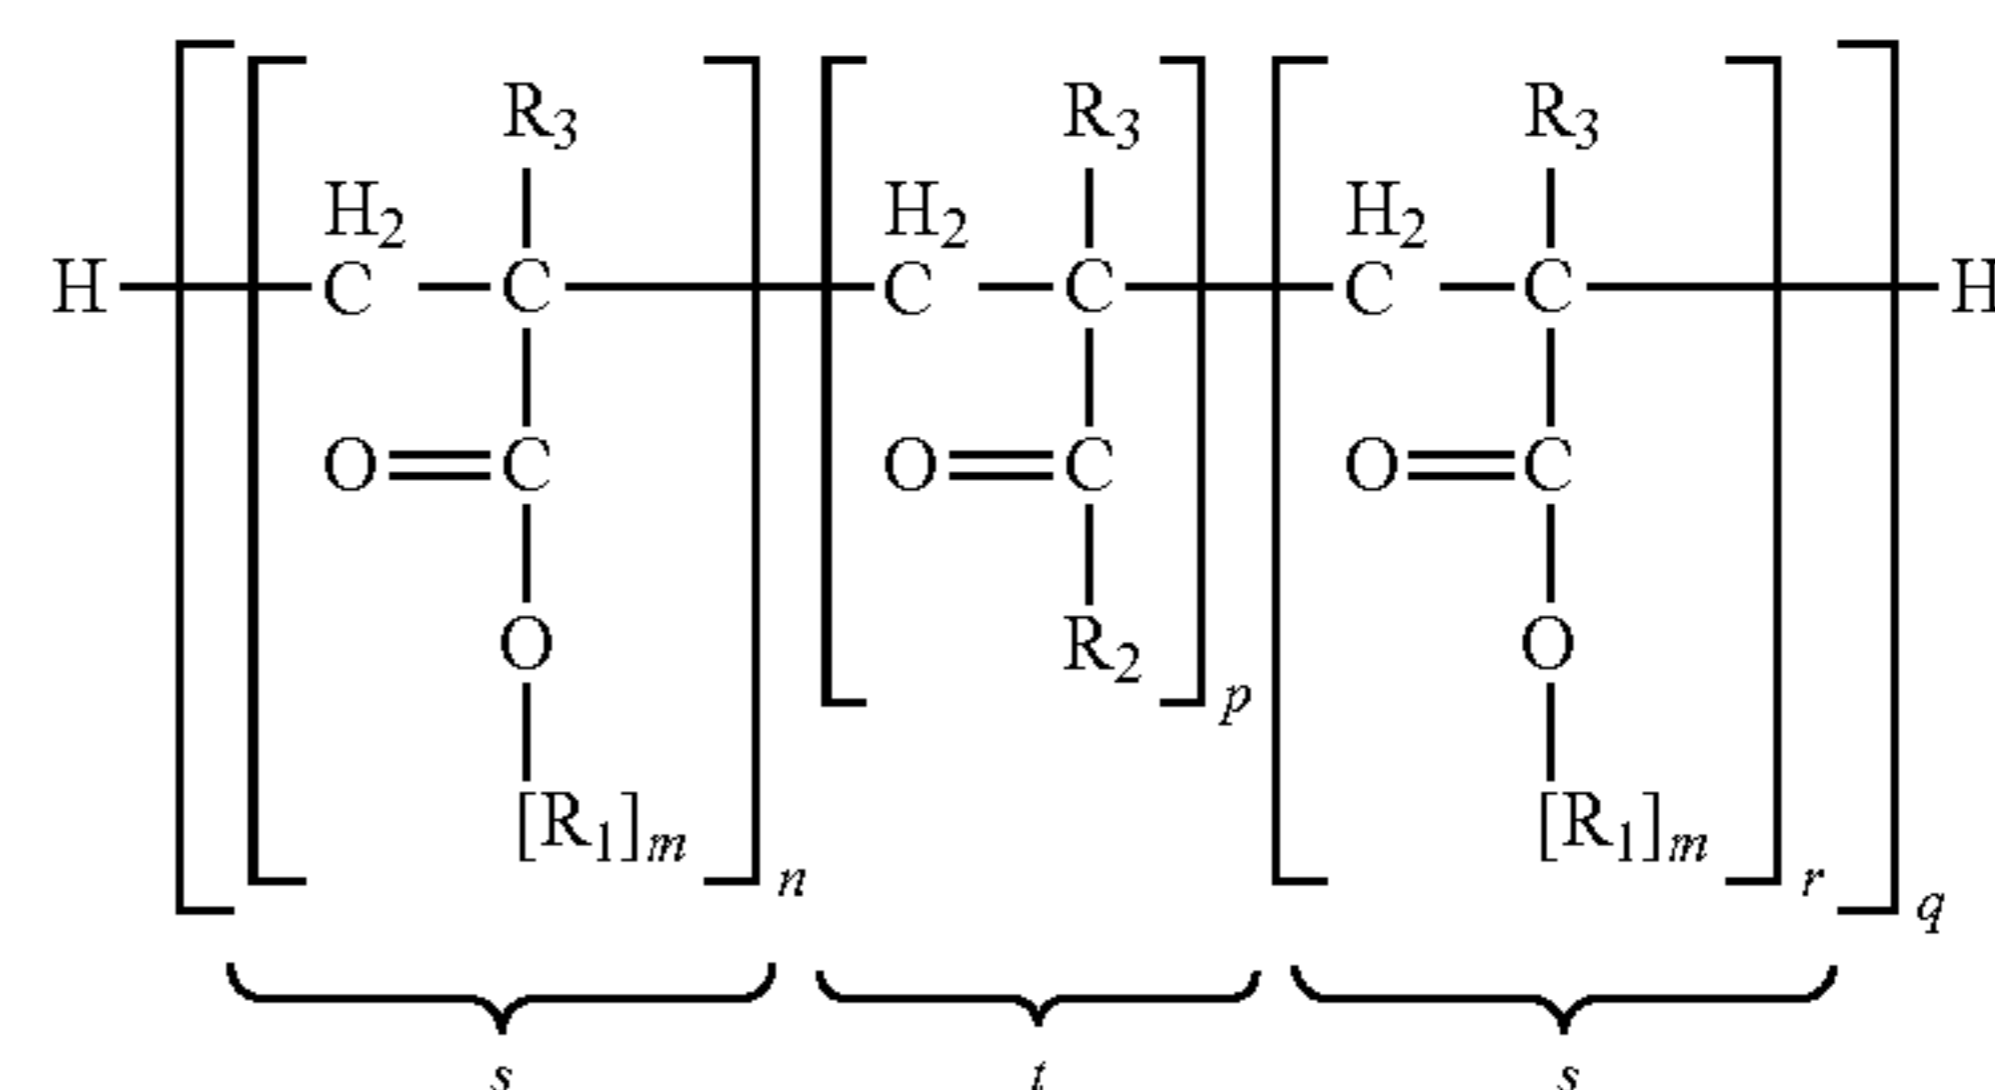 R3 R3 R3
H2 H2 H2
H C C C C C C H
O C O C O C
O R2 O
p
[R1]m [R1]m
n r q
s t s